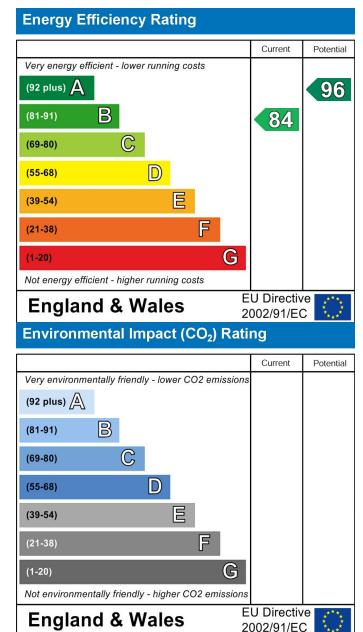 Energy Efficiency Rating
Current Potential
Very energy efficient - lower running costs
(92 plus) A
96
(81-91) B
84
(69-80) C
(55-68) D
(39-54) E
(21-38) F
(1-20) G
Not energy efficient - higher running costs
England & Wales
EU Directive
2002/91/EC
Environmental Impact (CO₂) Rating
Current Potential
Very environmentally friendly - lower CO2 emissions
(92 plus) A
(81-91) B
(69-80) C
(55-68) D
(39-54) E
(21-38) F
(1-20) G
Not environmentally friendly - higher CO2 emissions
England & Wales
EU Directive
2002/91/EC